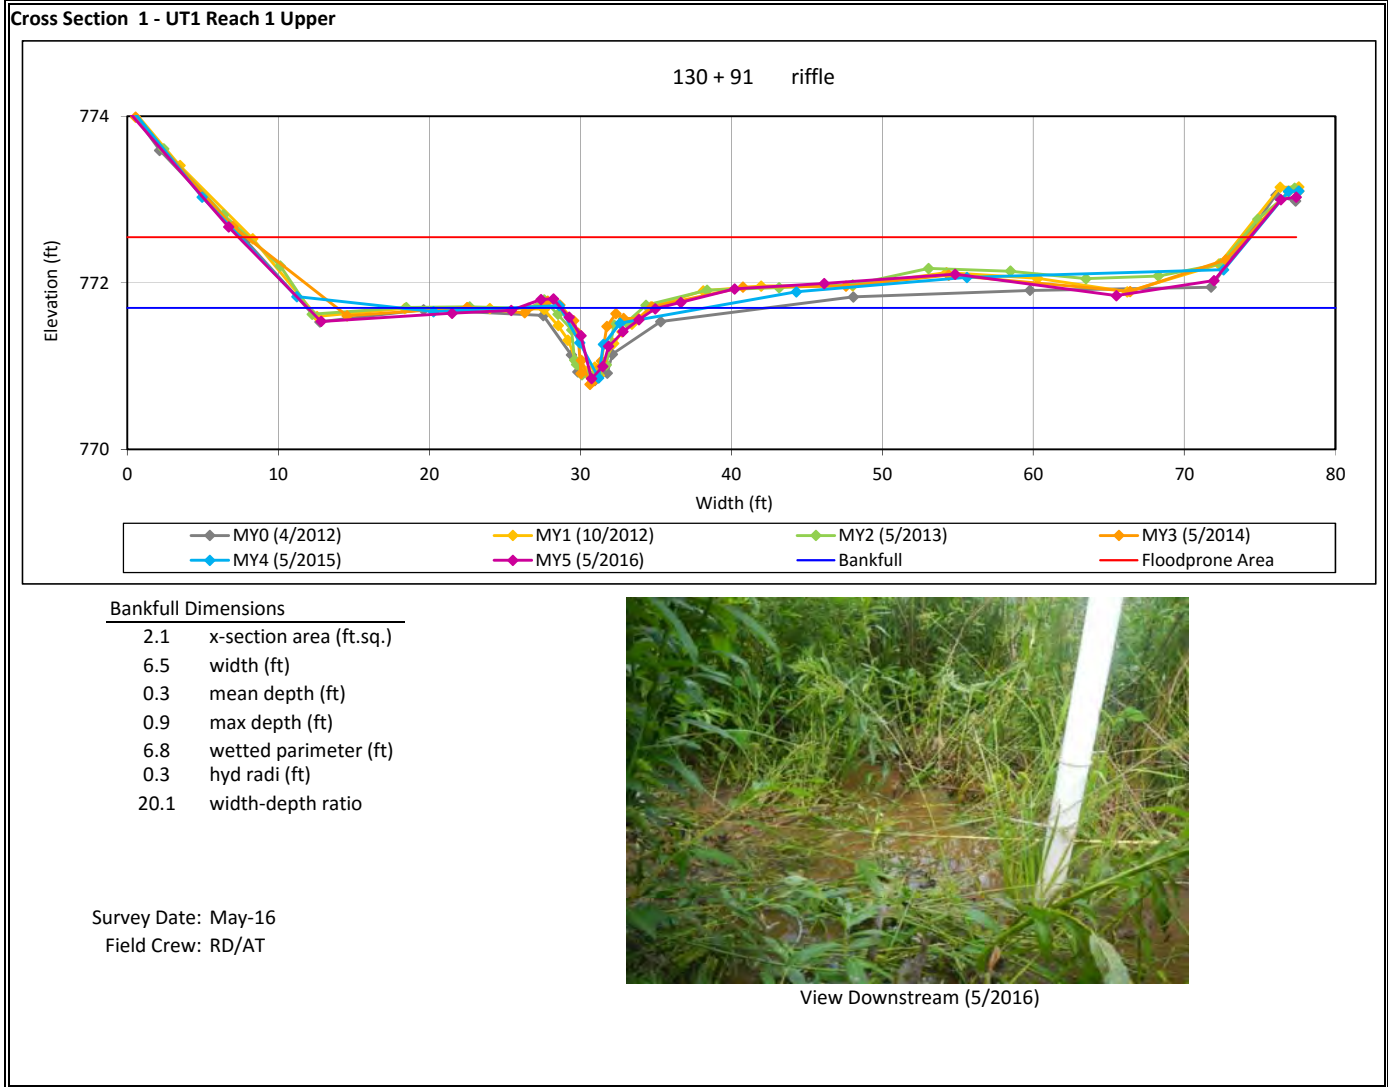 Cross Section 1 - UT1 Reach 1 Upper
130 + 91 riffle
774
772
770
Elevation (ft)
0 10 20 30 40 50 60 70 80
Width (ft)
MY0 (4/2012) MY1 (10/2012) MY2 (5/2013) MY3 (5/2014)
MY4 (5/2015) MY5 (5/2016) Bankfull Floodprone Area
Bankfull Dimensions
2.1 x-section area (ft.sq.)
6.5 width (ft)
0.3 mean depth (ft)
0.9 max depth (ft)
6.8 wetted parimeter (ft)
0.3 hyd radi (ft)
20.1 width-depth ratio
Survey Date: May-16
Field Crew: RD/AT
View Downstream (5/2016)